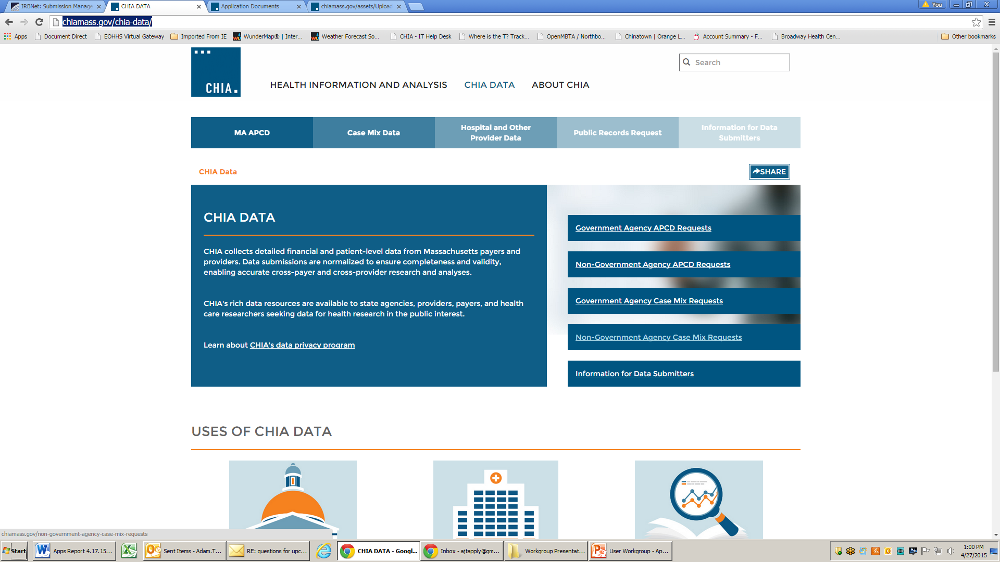 IRBNet: Submission Manage
CHIA DATA
Application Documents
chiamass.gov/assets/Upload
You
chiamass.gov/chia-data/
Apps
Document Direct
EOHHS Virtual Gateway
Imported From IE
WunderMap® | Inter...
Weather Forecast So...
CHIA - IT Help Desk
Where is the T? Track...
OpenMBTA / Northbo...
Chinatown | Orange L...
Account Summary - F...
Broadway Health Cen...
Other bookmarks
CHIA.
Search
HEALTH INFORMATION AND ANALYSIS
CHIA DATA
ABOUT CHIA
MA APCD
Case Mix Data
Hospital and Other
Provider Data
Public Records Request
Information for Data
Submitters
CHIA Data
SHARE
CHIA DATA
CHIA collects detailed financial and patient-level data from Massachusetts payers and
providers. Data submissions are normalized to ensure completeness and validity,
enabling accurate cross-payer and cross-provider research and analyses.
CHIA's rich data resources are available to state agencies, providers, payers, and health
care researchers seeking data for health research in the public interest.
Learn about CHIA's data privacy program
Government Agency APCD Requests
Non-Government Agency APCD Requests
Government Agency Case Mix Requests
Non-Government Agency Case Mix Requests
Information for Data Submitters
USES OF CHIA DATA
chiamass.gov/non-government-agency-case-mix-requests
Start
Apps Report 4.17.15...
Sent Items - Adam.T...
RE: questions for upc...
CHIA DATA - Googl...
Inbox - ajtapply@gm...
Workgroup Presentat...
User Workgroup - Ap...
1:00 PM
4/27/2015